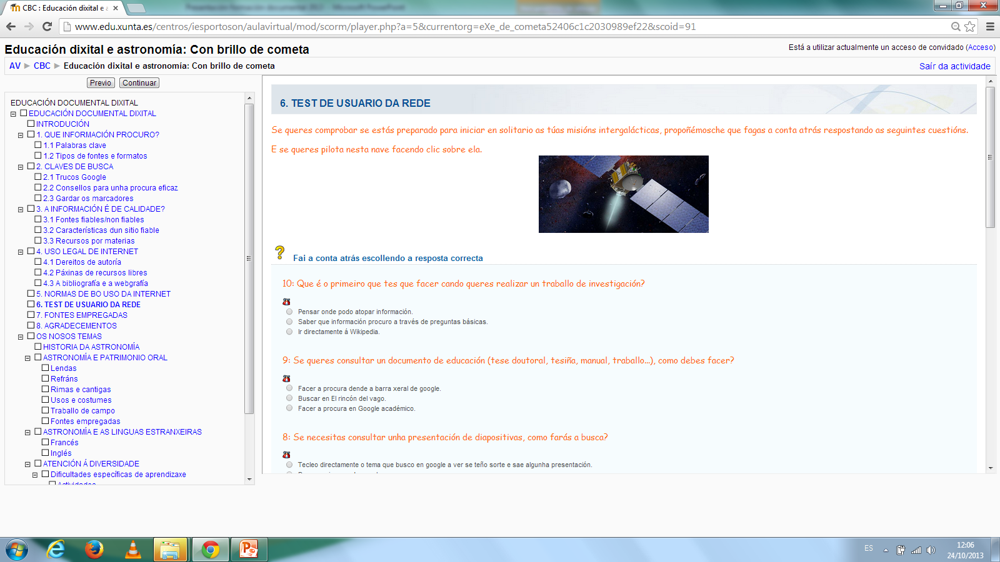 CBC : Educación dixital e a
www.edu.xunta.es/centros/iesportoson/aulavirtual/mod/scorm/player.php?a=5&currentorg=eXe_de_cometa52406c1c2030989ef22&scoid=91
Educación dixital e astronomía: Con brillo de cometa
Está a utilizar actualmente un acceso de convidado (Acceso)
AV ► CBC ► Educación dixital e astronomía: Con brillo de cometa
Saír da actividade
Previo Continuar
EDUCACIÓN DOCUMENTAL DIXITAL
EDUCACIÓN DOCUMENTAL DIXITAL
INTRODUCIÓN
1. QUE INFORMACIÓN PROCURO?
1.1 Palabras clave
1.2 Tipos de fontes e formatos
2. CLAVES DE BUSCA
2.1 Trucos Google
2.2 Consellos para unha procura eficaz
2.3 Gardar os marcadores
3. A INFORMACIÓN É DE CALIDADE?
3.1 Fontes fiables/non fiables
3.2 Características dun sitio fiable
3.3 Recursos por materias
4. USO LEGAL DE INTERNET
4.1 Dereitos de autoría
4.2 Páxinas de recursos libres
4.3 A bibliografía e a webgrafía
5. NORMAS DE BO USO DA INTERNET
6. TEST DE USUARIO DA REDE
7. FONTES EMPREGADAS
8. AGRADECEMENTOS
OS NOSOS TEMAS
HISTORIA DA ASTRONOMÍA
ASTRONOMÍA E PATRIMONIO ORAL
Lendas
Refráns
Rimas e cantigas
Usos e costumes
Traballo de campo
Fontes empregadas
ASTRONOMÍA E AS LINGUAS ESTRANXEIRAS
Francés
Inglés
ATENCIÓN Á DIVERSIDADE
Dificultades específicas de aprendizaxe
Actividades
6. TEST DE USUARIO DA REDE
Se queres comprobar se estás preparado para iniciar en solitario as túas misións intergalácticas, propoñémosche que fagas a conta atrás respostando as seguintes cuestións.
E se queres pilota nesta nave facendo clic sobre ela.
Fai a conta atrás escollendo a resposta correcta
10: Que é o primeiro que tes que facer cando queres realizar un traballo de investigación?
Pensar onde podo atopar información.
Saber que información procuro a través de preguntas básicas.
Ir directamente á Wikipedia.
9: Se queres consultar un documento de educación (tese doutoral, tesiña, manual, traballo...), como debes facer?
Facer a procura dende a barra xeral de google.
Buscar en El rincón del vago.
Facer a procura en Google académico.
8: Se necesitas consultar unha presentación de diapositivas, como farás a busca?
Tecleo directamente o tema que busco en google a ver se teño sorte e sae algunha presentación.
ES
12:06
24/10/2013